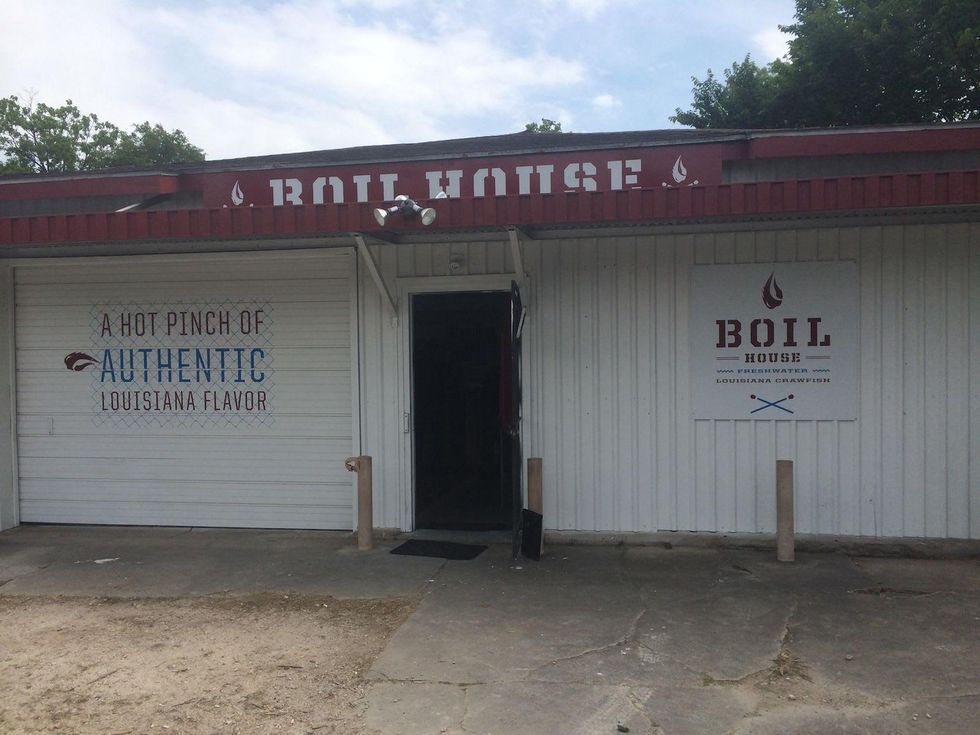 BOIL HOUSE
A HOT PINCH OF
AUTHENTIC
LOUISIANA FLAVOR
BOIL
HOUSE
FRESHWATER
LOUISIANA CRAWFISH